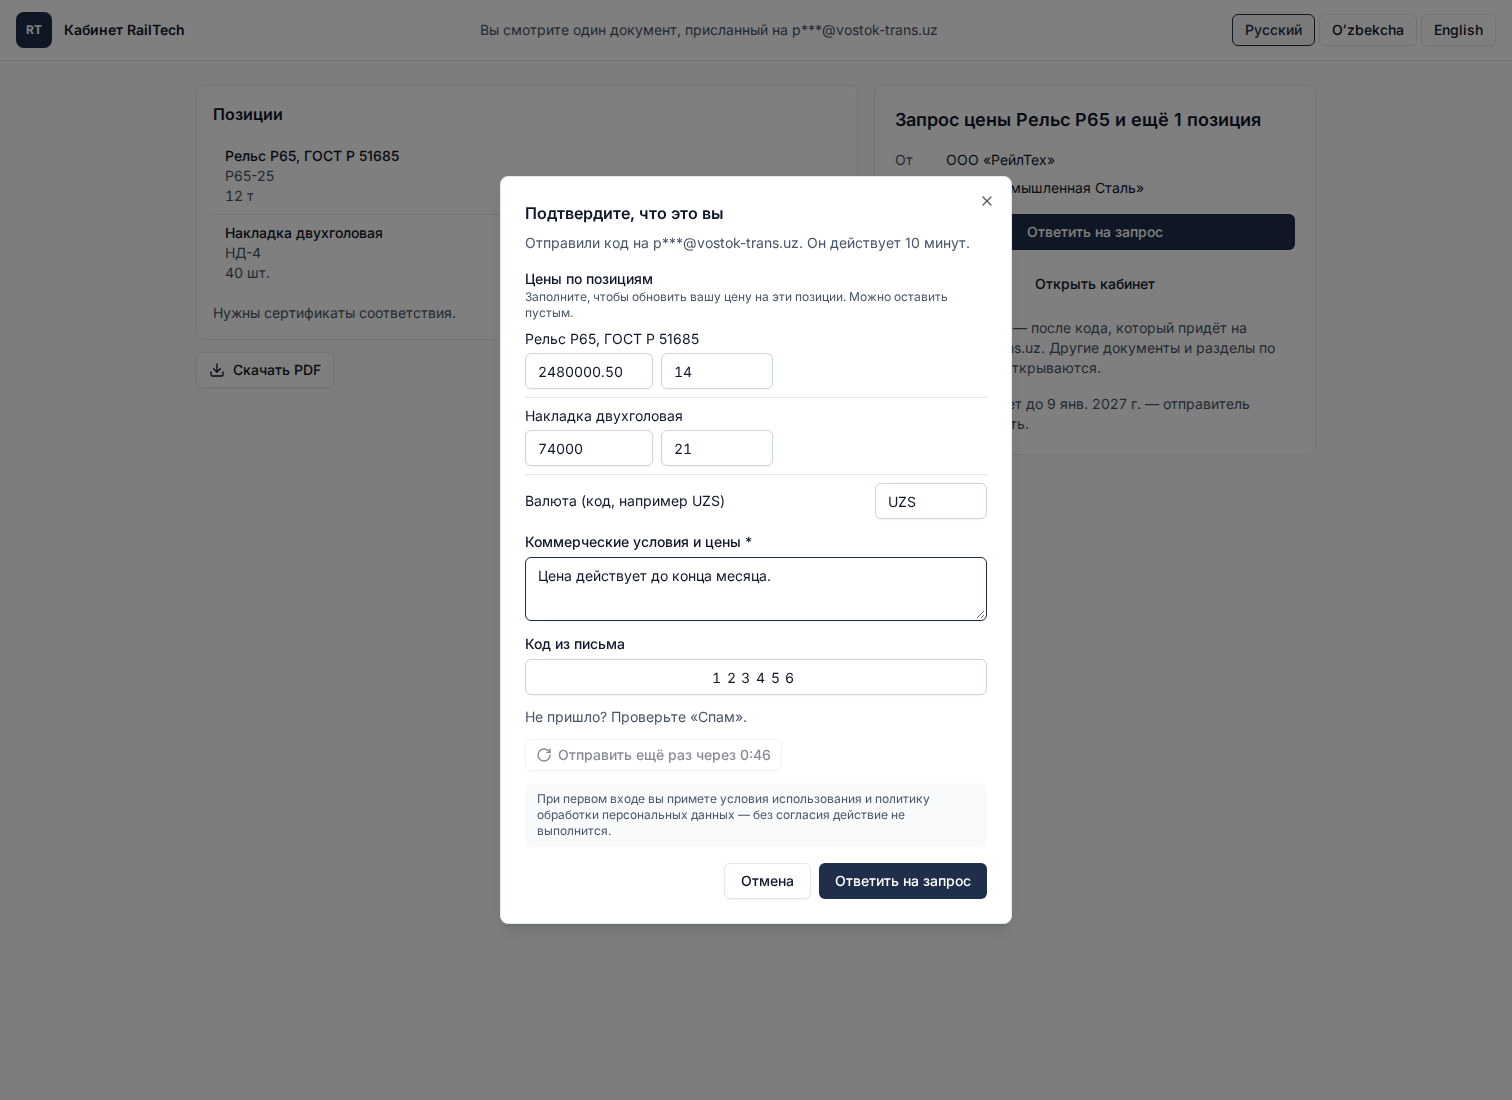 RT
Кабинет RailTech
Вы смотрите один документ, присланный на p***@vostok-trans.uz
Русский
Oʻzbekcha
English
Позиции
Рельс Р65, ГОСТ Р 51685
Р65-25
12 т
Накладка двухголовая
НД-4
40 шт.
Нужны сертификаты соответствия.
Скачать PDF
Запрос цены Рельс Р65 и ещё 1 позиция
От
ООО «РейлТех»
мышленная Сталь»
Ответить на запрос
Открыть кабинет
— после кода, который придёт на
s.uz. Другие документы и разделы по
ткрываются.
ет до 9 янв. 2027 г. — отправитель
ть.
Подтвердите, что это вы
Отправили код на p***@vostok-trans.uz. Он действует 10 минут.
Цены по позициям
Заполните, чтобы обновить вашу цену на эти позиции. Можно оставить
пустым.
Рельс Р65, ГОСТ Р 51685
2480000.50
14
Накладка двухголовая
74000
21
Валюта (код, например UZS)
UZS
Коммерческие условия и цены *
Цена действует до конца месяца.
Код из письма
1 2 3 4 5 6
Не пришло? Проверьте «Спам».
Отправить ещё раз через 0:46
При первом входе вы примете условия использования и политику
обработки персональных данных — без согласия действие не
выполнится.
Отмена
Ответить на запрос